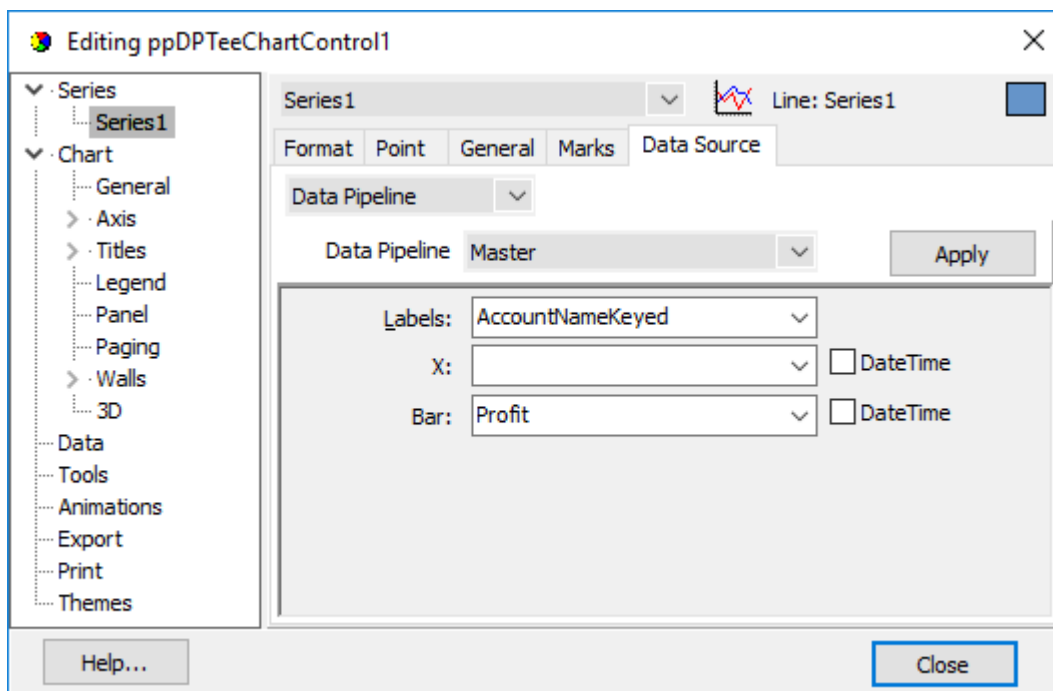 Editing ppDPTeeChartControl1
Series
Series1
Chart
General
Axis
Titles
Legend
Panel
Paging
Walls
3D
Data
Tools
Animations
Export
Print
Themes
Series1
Line: Series1
Format Point General Marks Data Source
Data Pipeline
Data Pipeline Master Apply
Labels: AccountNameKeyed
X: DateTime
Bar: Profit DateTime
Help... Close